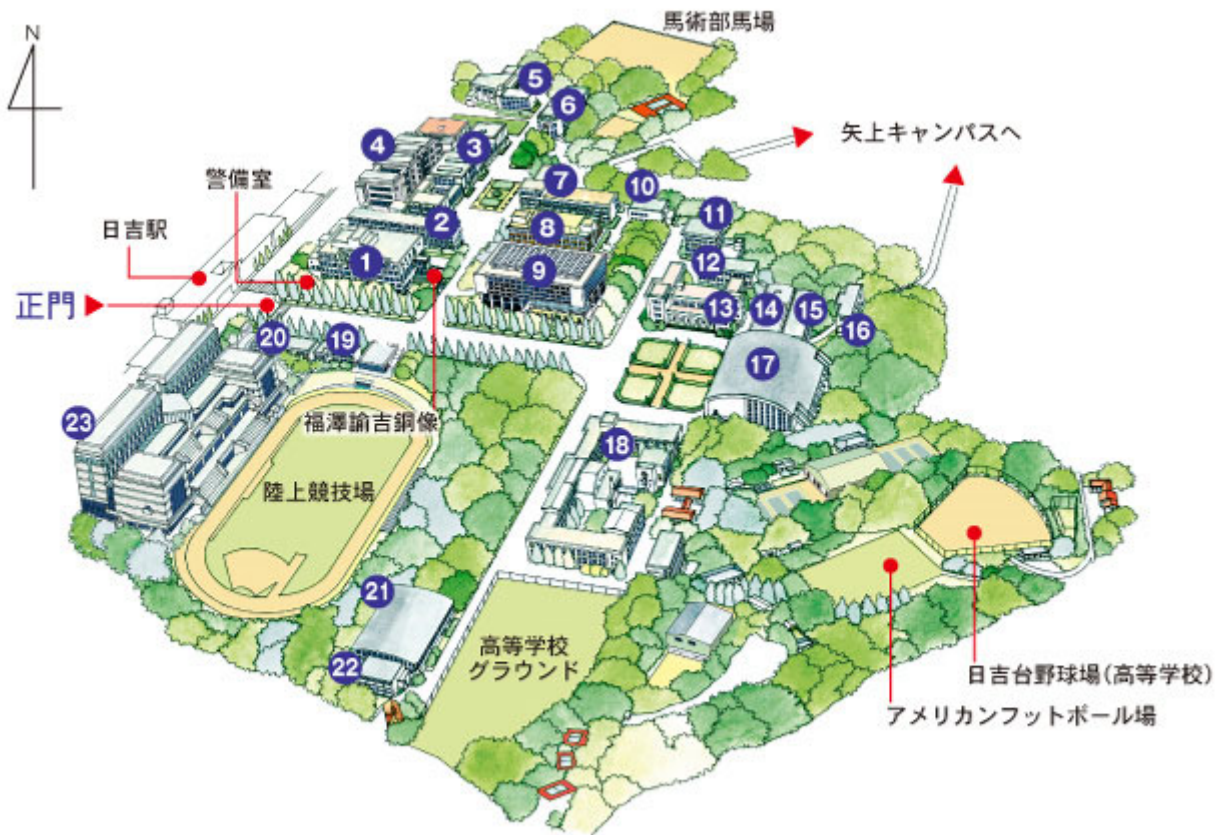 馬術部馬場
N
5
6
矢上キャンパスへ
4
3
警備室
7
10
日吉駅
2
8
11
1
9
12
正門
13
14
15
16
20
19
17
23
福澤諭吉銅像
18
陸上競技場
21
高等学校
グラウンド
22
日吉台野球場(高等学校)
アメリカンフットボール場